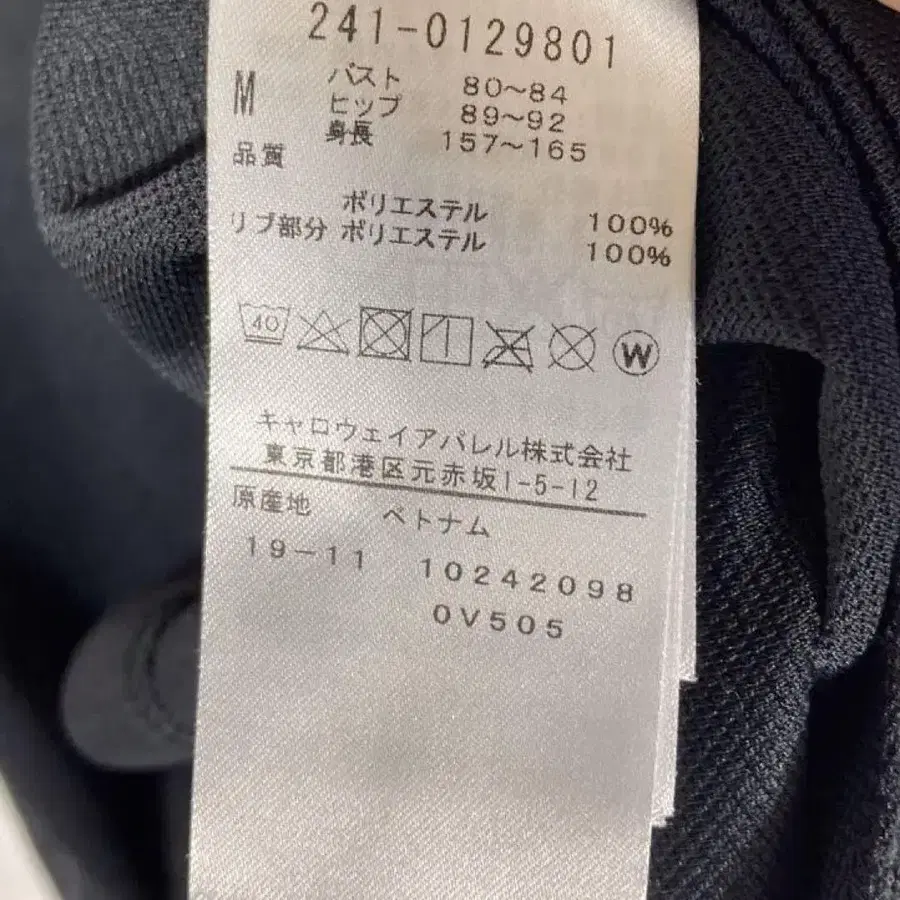 241-0129801
M バスト 80～84
ヒップ 89～92
身長 157～165
品質
ポリエステル 100%
リブ部分 ポリエステル 100%
40
W
キャロウェイアパレル株式会社
東京都港区元赤坂1-5-12
原産地 ベトナム
19-11 10242098
0V505